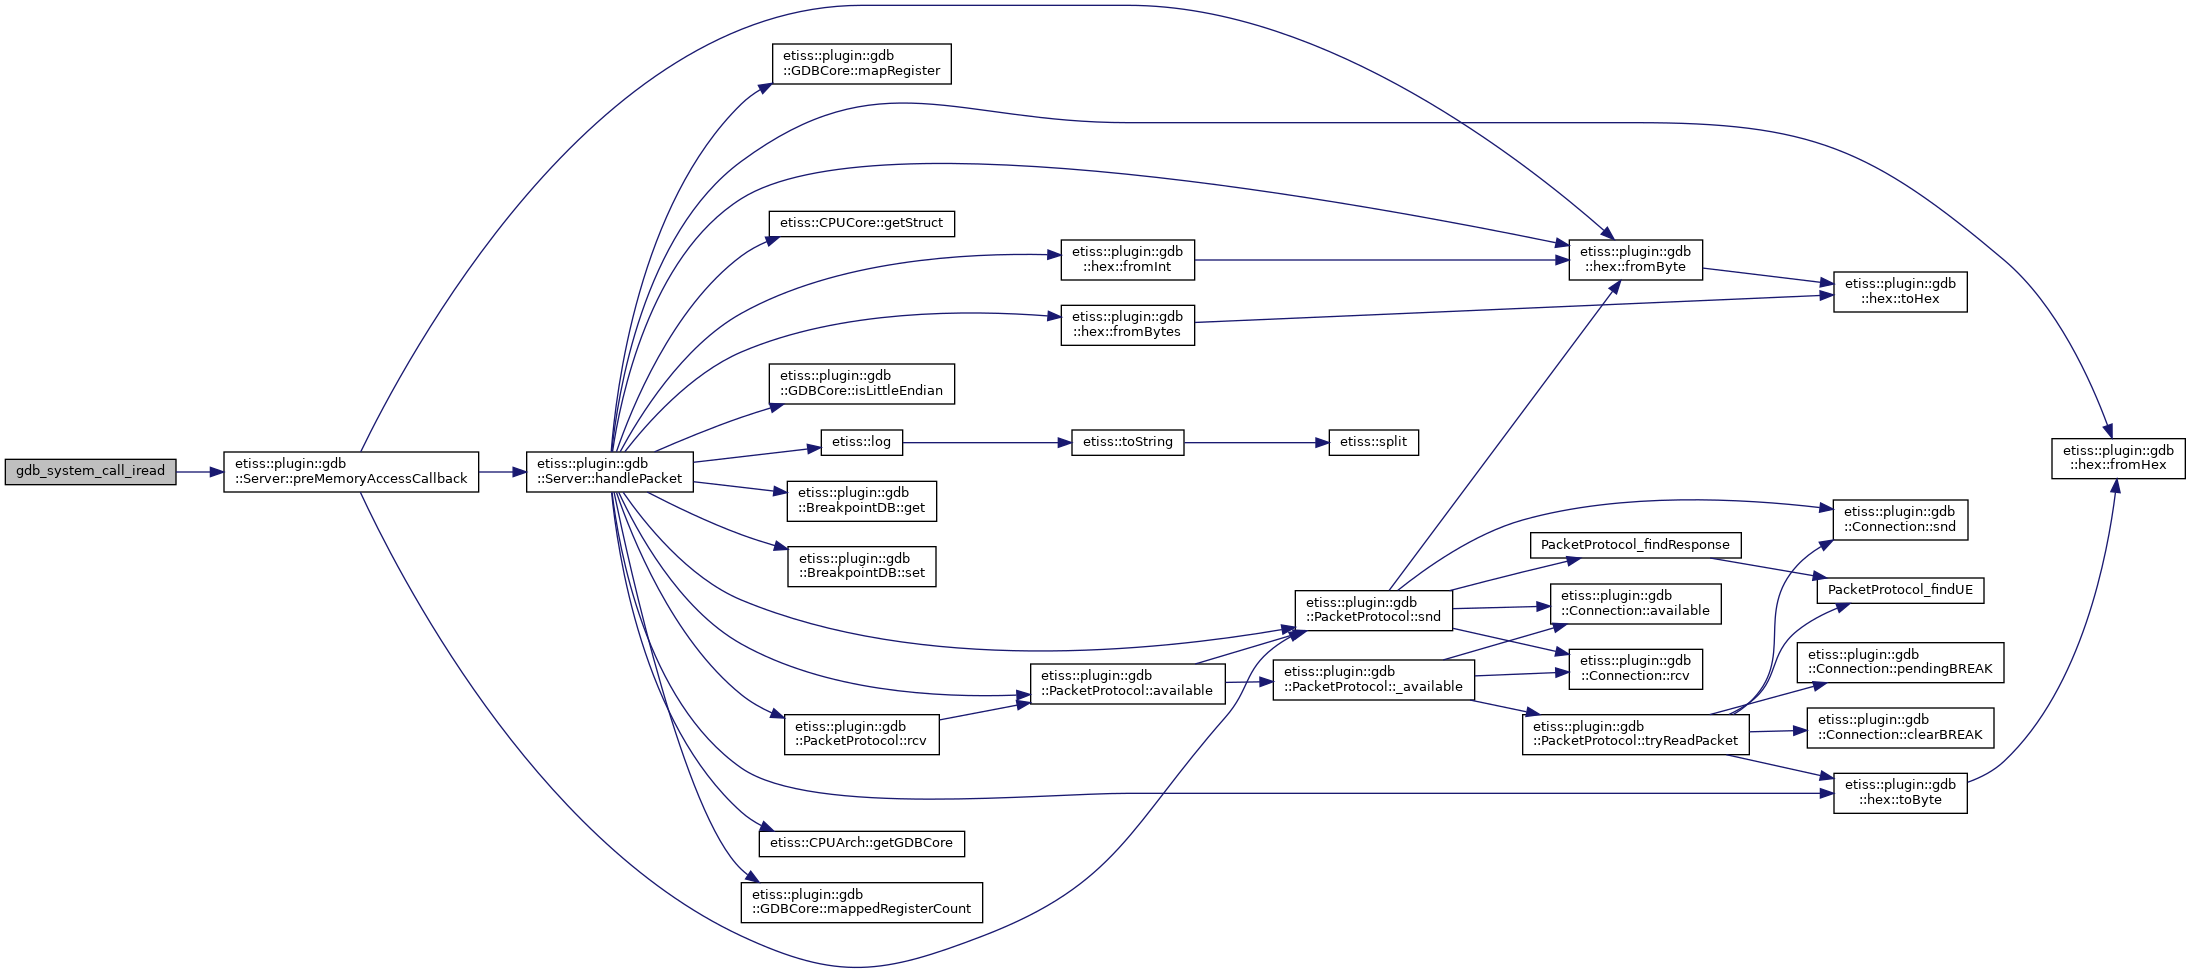 gdb_system_call_iread
etiss::plugin::gdb
::Server::preMemoryAccessCallback
etiss::plugin::gdb
::Server::handlePacket
etiss::plugin::gdb
::GDBCore::mapRegister
etiss::CPUCore::getStruct
etiss::plugin::gdb
::GDBCore::isLittleEndian
etiss::log
etiss::plugin::gdb
::BreakpointDB::get
etiss::plugin::gdb
::BreakpointDB::set
etiss::plugin::gdb
::PacketProtocol::rcv
etiss::CPUArch::getGDBCore
etiss::plugin::gdb
::GDBCore::mappedRegisterCount
etiss::plugin::gdb
::hex::fromInt
etiss::plugin::gdb
::hex::fromBytes
etiss::toString
etiss::plugin::gdb
::PacketProtocol::available
etiss::split
etiss::plugin::gdb
::PacketProtocol::snd
etiss::plugin::gdb
::PacketProtocol::_available
etiss::plugin::gdb
::hex::fromByte
PacketProtocol_findResponse
etiss::plugin::gdb
::Connection::available
etiss::plugin::gdb
::Connection::rcv
etiss::plugin::gdb
::PacketProtocol::tryReadPacket
etiss::plugin::gdb
::hex::toHex
etiss::plugin::gdb
::Connection::snd
PacketProtocol_findUE
etiss::plugin::gdb
::Connection::pendingBREAK
etiss::plugin::gdb
::Connection::clearBREAK
etiss::plugin::gdb
::hex::toByte
etiss::plugin::gdb
::hex::fromHex